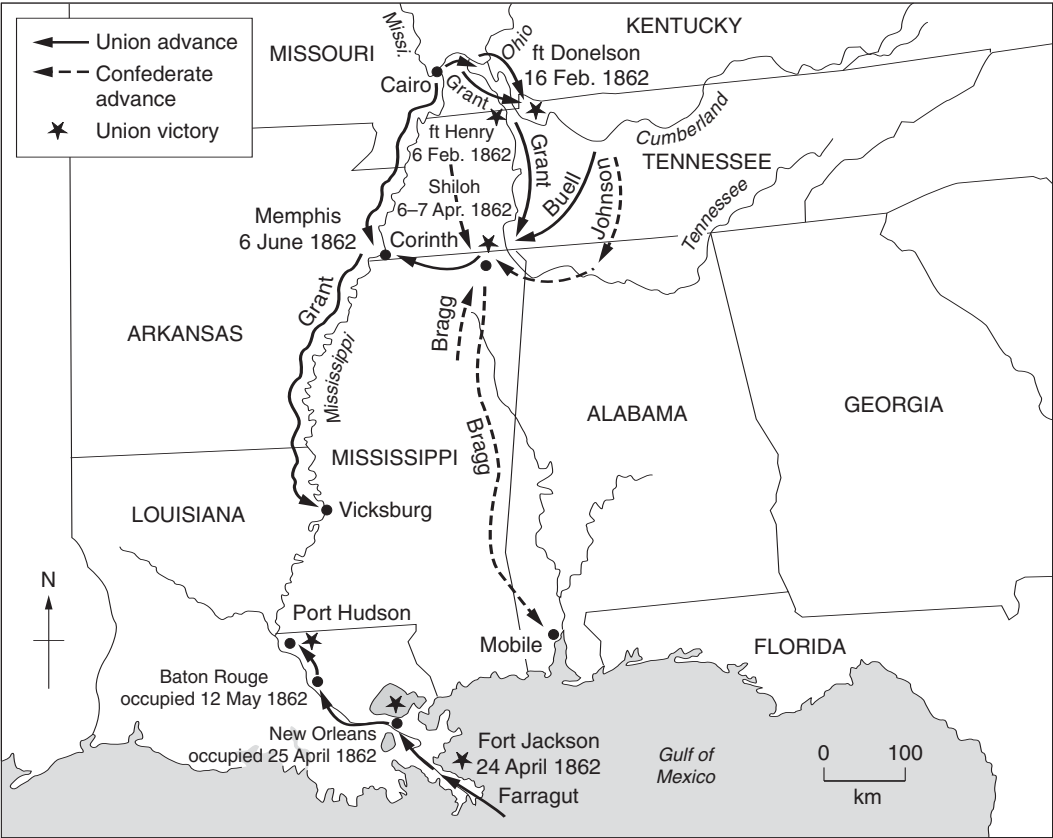 Union advance
Confederate
advance
Union victory
MISSOURI
Missi.
Ohio
KENTUCKY
ft Donelson
16 Feb. 1862
Cairo
Grant
ft Henry
6 Feb. 1862
Cumberland
TENNESSEE
Grant
Buell
Johnson
Tennessee
Shiloh
6–7 Apr. 1862
Memphis
6 June 1862
Corinth
Grant
ARKANSAS
Mississippi
Bragg
Bragg
ALABAMA
GEORGIA
MISSISSIPPI
LOUISIANA
Vicksburg
N
Port Hudson
Mobile
FLORIDA
Baton Rouge
occupied 12 May 1862
New Orleans
occupied 25 April 1862
Fort Jackson
24 April 1862
Farragut
Gulf of
Mexico
0 100
km